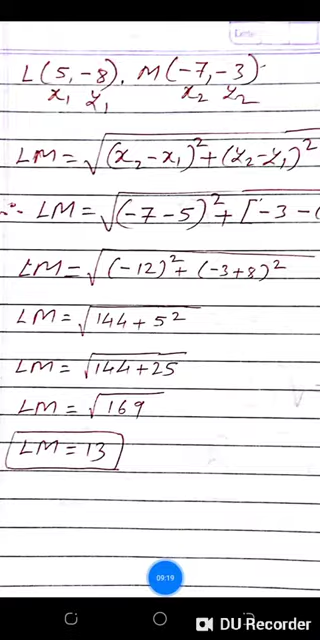 L(5,-8). M(-7,-3)
x₁ y₁ x₂ y₂
LM=√(x₂-x₁)²+(y₂-y₁)²
∴ LM=√(-7-5)²+[-3-(
LM=√(-12)²+(-3+8)²
LM=√144+5²
LM=√144+25
LM=√169
LM=13
09:19
DU Recorder